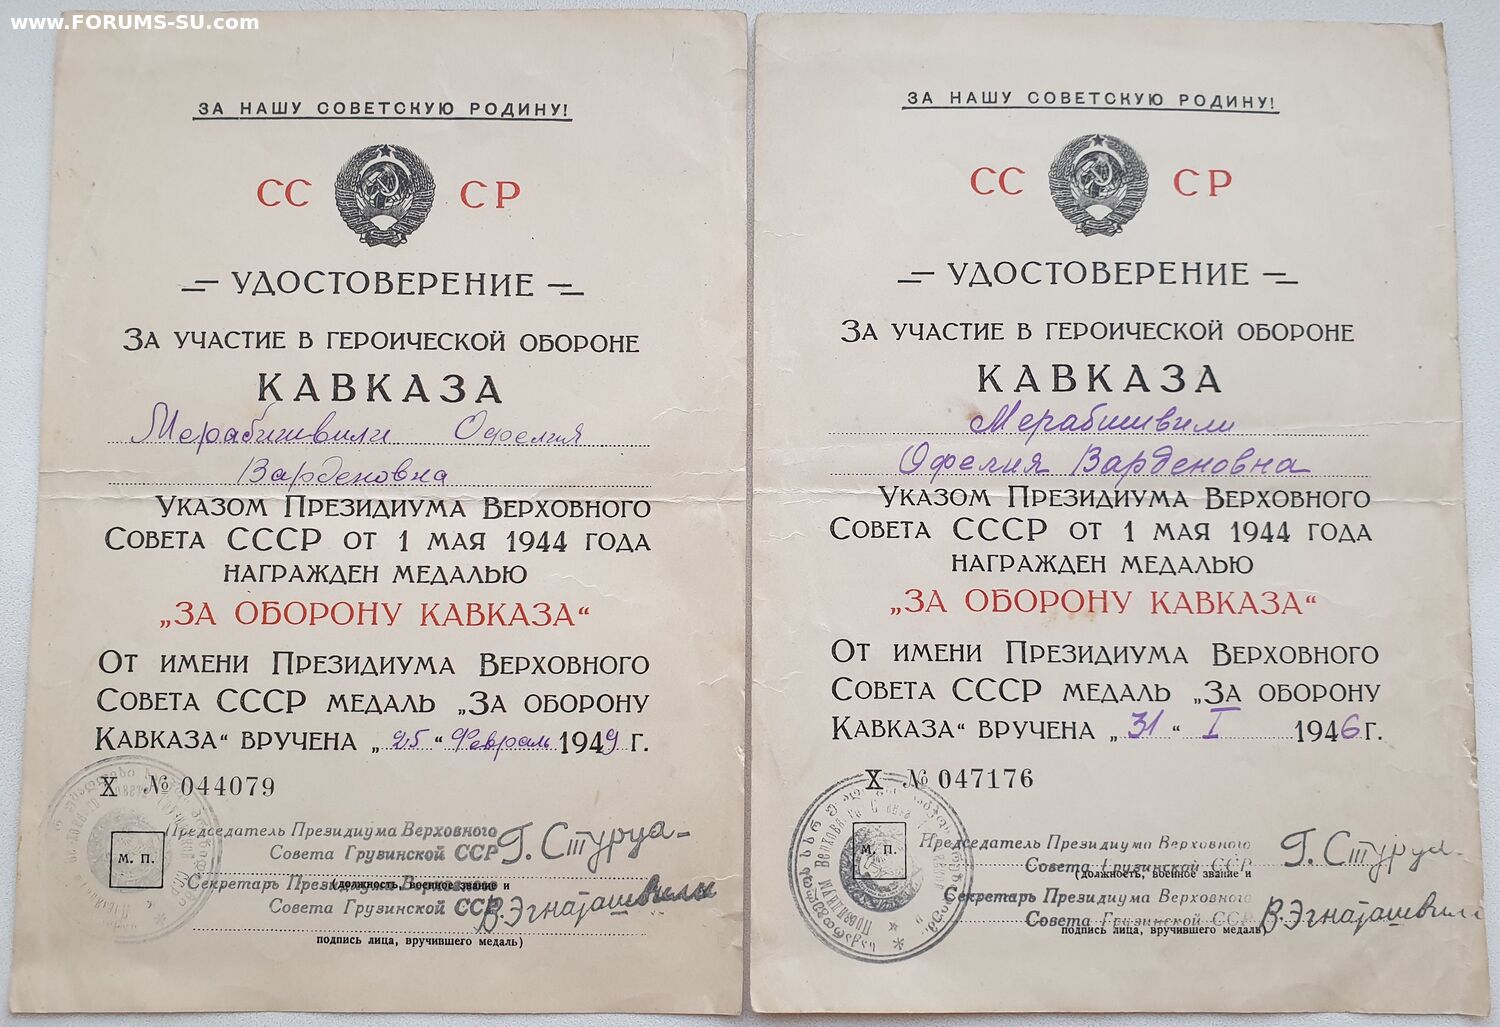 www.FORUMS-SU.com
ЗА НАШУ СОВЕТСКУЮ РОДИНУ!
СС СР
УДОСТОВЕРЕНИЕ
ЗА УЧАСТИЕ В ГЕРОИЧЕСКОЙ ОБОРОНЕ
КАВКАЗА
Мерабишвили Офелия
Варденовна
УКАЗОМ ПРЕЗИДИУМА ВЕРХОВНОГО
СОВЕТА СССР ОТ 1 МАЯ 1944 ГОДА
НАГРАЖДЕН МЕДАЛЬЮ
„ЗА ОБОРОНУ КАВКАЗА“
ОТ ИМЕНИ ПРЕЗИДИУМА ВЕРХОВНОГО
СОВЕТА СССР МЕДАЛЬ „ЗА ОБОРОНУ
КАВКАЗА“ ВРУЧЕНА „25“ Февраль 1949 г.
X № 044079
Председатель Президиума Верховного
Совета Грузинской ССР Г. Стуруа
м. п.
Секретарь Президиума Верховного
(должность, военное звание и
Совета Грузинской ССР В. Эгнаташвили
подпись лица, вручившего медаль)
ЗА НАШУ СОВЕТСКУЮ РОДИНУ!
СС СР
УДОСТОВЕРЕНИЕ
ЗА УЧАСТИЕ В ГЕРОИЧЕСКОЙ ОБОРОНЕ
КАВКАЗА
Мерабишвили
Офелия Варденовна
УКАЗОМ ПРЕЗИДИУМА ВЕРХОВНОГО
СОВЕТА СССР ОТ 1 МАЯ 1944 ГОДА
НАГРАЖДЕН МЕДАЛЬЮ
„ЗА ОБОРОНУ КАВКАЗА“
ОТ ИМЕНИ ПРЕЗИДИУМА ВЕРХОВНОГО
СОВЕТА СССР МЕДАЛЬ „ЗА ОБОРОНУ
КАВКАЗА“ ВРУЧЕНА „31“ I 1946 г.
X № 047176
Председатель Президиума Верховного
Совета Грузинской ССР Г. Стуруа
м. п.
(должность, военное звание и
Секретарь Президиума Верховного
Совета Грузинской ССР В. Эгнаташвили
подпись лица, вручившего медаль)